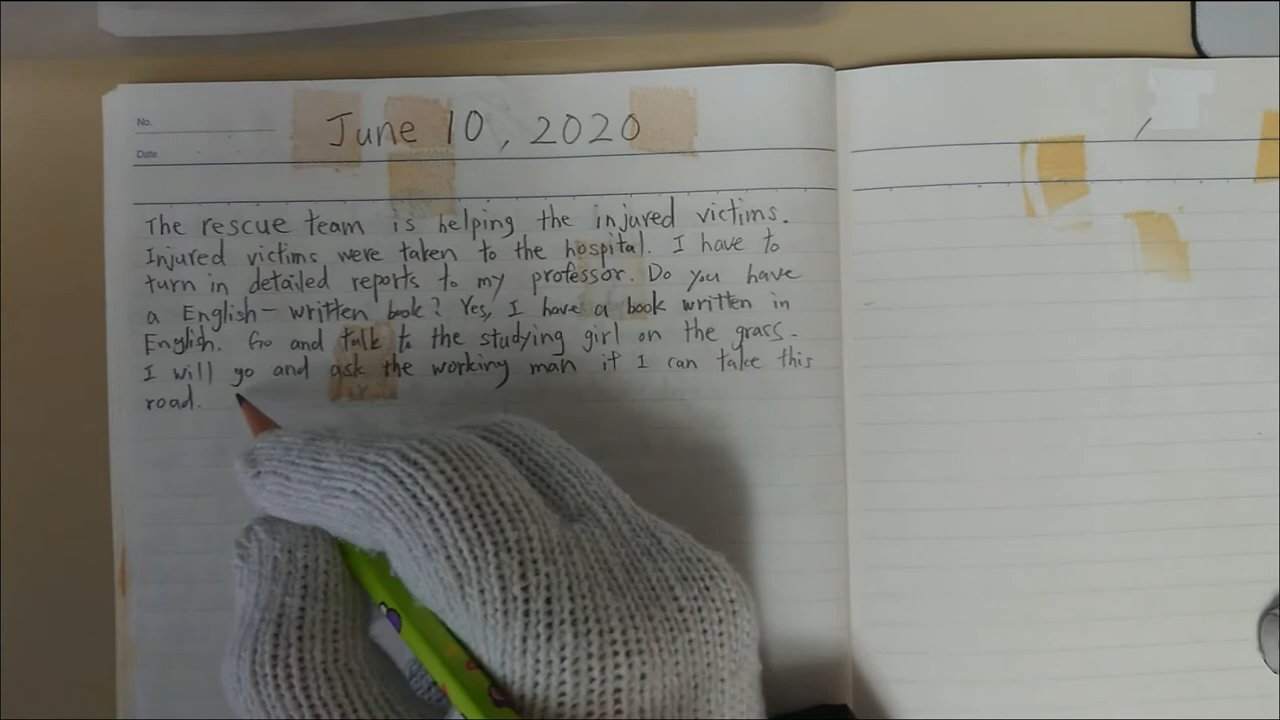 No.
June 10, 2020
Date
The rescue team is helping the injured victims.
Injured victims were taken to the hospital. I have to
turn in detailed reports to my professor. Do you have
a English-written book? Yes, I have a book written in
English. Go and talk to the studying girl on the grass.
I will go and ask the working man if I can take this
road.